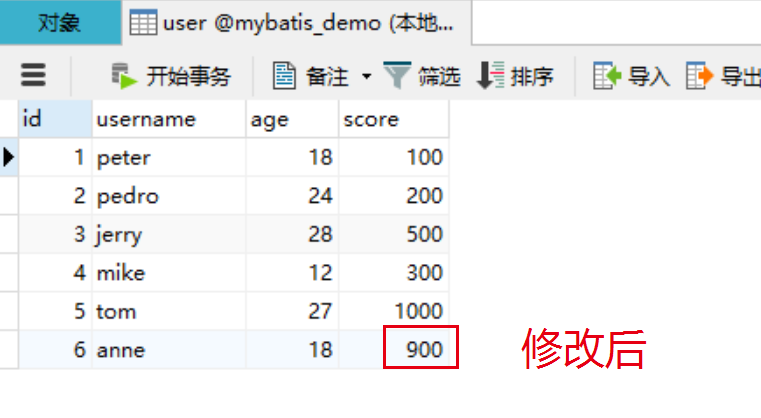 对象 user @mybatis_demo (本地...
开始事务 备注 筛选 排序 导入 导出
id username age score
1 peter 18 100
2 pedro 24 200
3 jerry 28 500
4 mike 12 300
5 tom 27 1000
6 anne 18 900
修改后